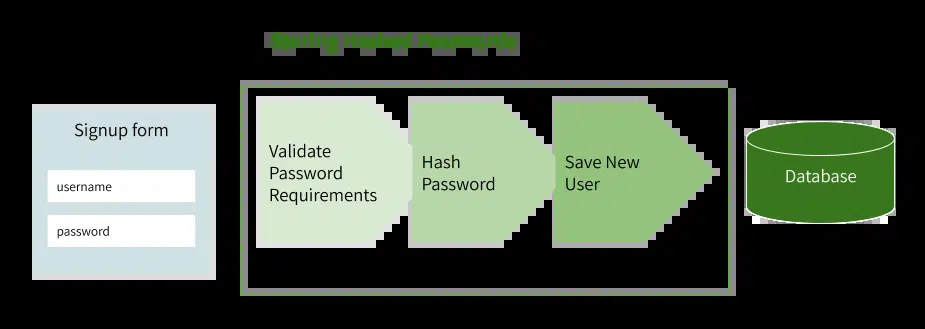 Storing Hashed Passwords
Signup form
username
password
Validate
Password
Requirements
Hash
Password
Save New
User
Database